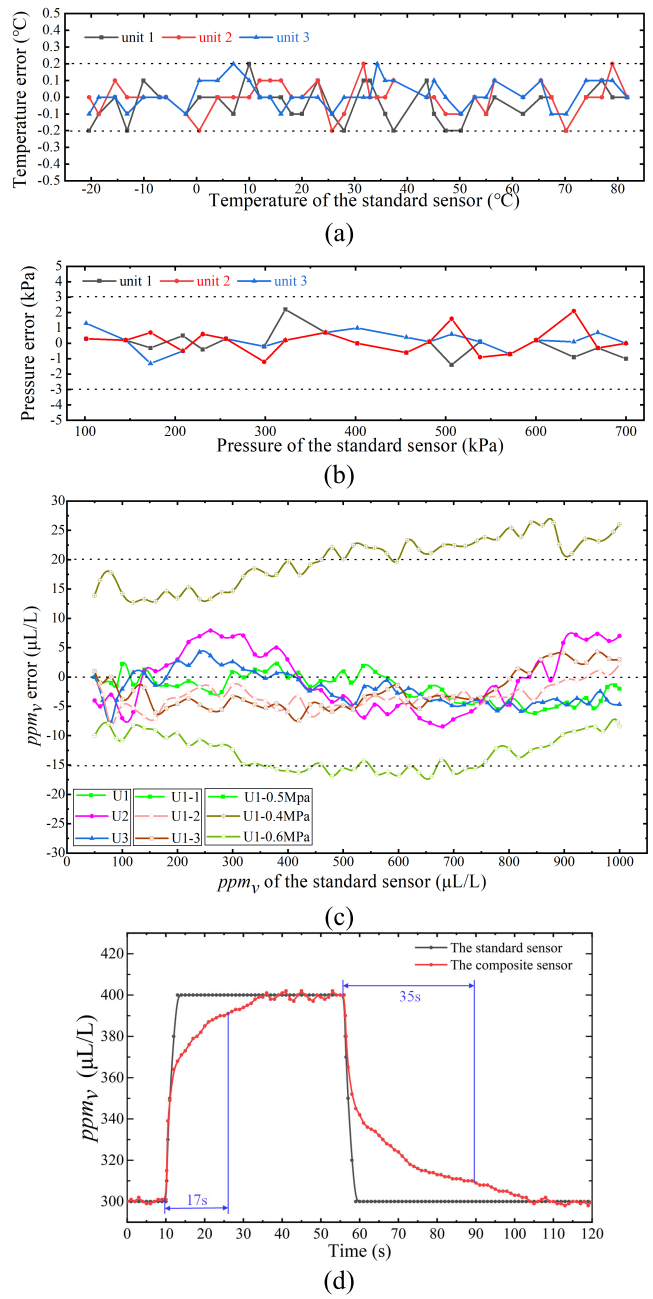 0.5
0.4
0.3
0.2
0.1
0.0
-0.1
-0.2
-0.3
-0.4
-0.5
Temperature error (℃)
unit 1 unit 2 unit 3
-20 -10 0 10 20 30 40 50 60 70 80
Temperature of the standard sensor (℃)
(a)
5
4
3
2
1
0
-1
-2
-3
-4
-5
Pressure error (kPa)
unit 1 unit 2 unit 3
100 200 300 400 500 600 700
Pressure of the standard sensor (kPa)
(b)
30
25
20
15
10
5
0
-5
-10
-15
-20
-25
-30
ppmv error (μL/L)
U1 U1-1 U1-0.5Mpa
U2 U1-2 U1-0.4MPa
U3 U1-3 U1-0.6MPa
0 100 200 300 400 500 600 700 800 900 1000
ppmv of the standard sensor (μL/L)
(c)
420
400
380
360
340
320
300
ppmv (μL/L)
The standard sensor
The composite sensor
35s
17s
0 10 20 30 40 50 60 70 80 90 100 110 120
Time (s)
(d)